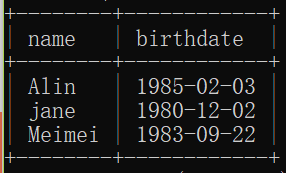 name birthdate
Alin 1985-02-03
jane 1980-12-02
Meimei 1983-09-22